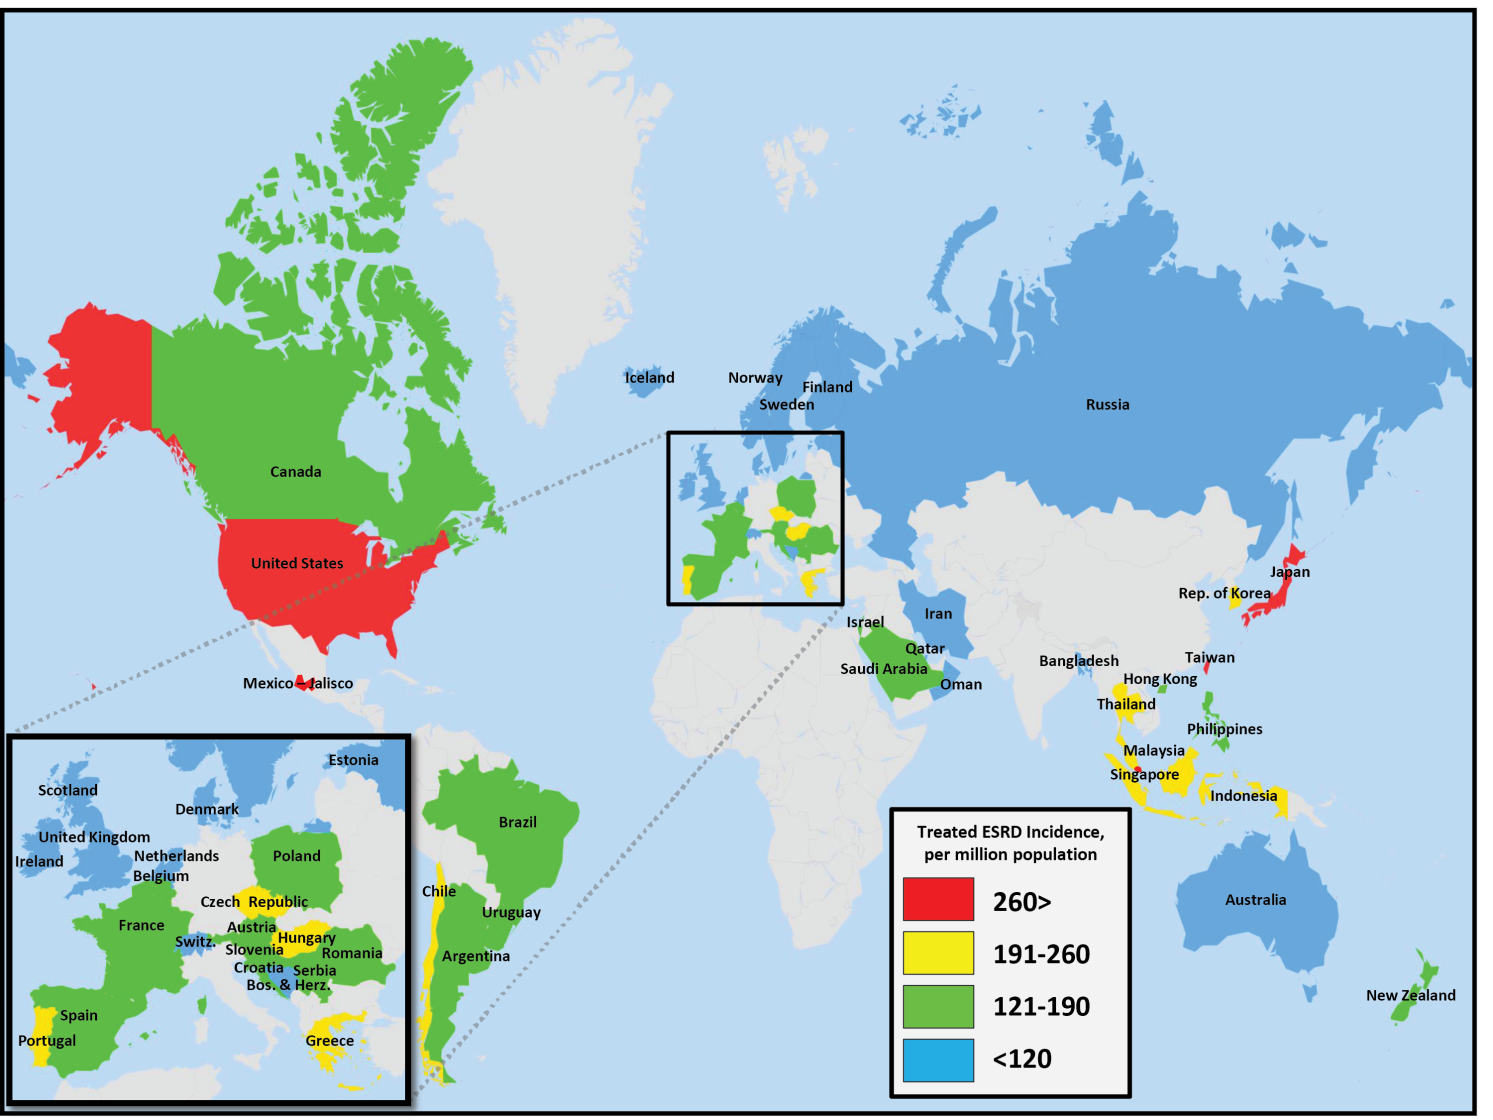 Iceland
Norway
Finland
Sweden
Russia
Canada
United States
Japan
Rep. of Korea
Iran
Israel
Qatar
Saudi Arabia
Oman
Bangladesh
Taiwan
Hong Kong
Mexico – Jalisco
Thailand
Philippines
Malaysia
Singapore
Indonesia
Brazil
Chile
Uruguay
Argentina
Australia
New Zealand
Estonia
Scotland
Denmark
United Kingdom
Ireland
Netherlands
Belgium
Poland
Czech Republic
France
Austria
Switz.
Hungary
Slovenia
Romania
Croatia
Serbia
Bos. & Herz.
Spain
Portugal
Greece
Treated ESRD Incidence,
per million population
260>
191-260
121-190
<120